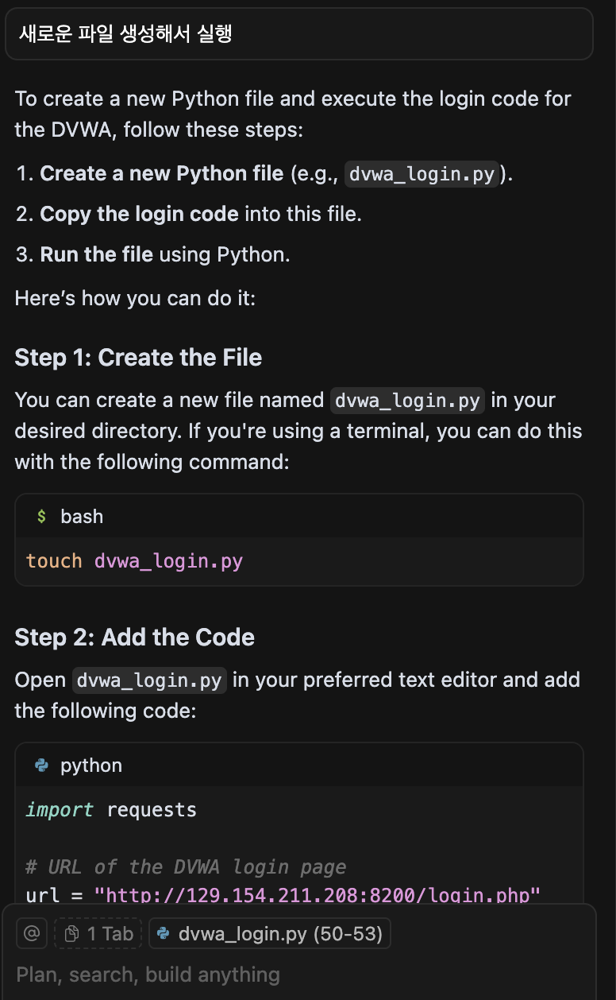 새로운 파일 생성해서 실행
To create a new Python file and execute the login code for
the DVWA, follow these steps:
1. Create a new Python file (e.g., dvwa_login.py).
2. Copy the login code into this file.
3. Run the file using Python.
Here’s how you can do it:
Step 1: Create the File
You can create a new file named dvwa_login.py in your
desired directory. If you're using a terminal, you can do this
with the following command:
$ bash
touch dvwa_login.py
Step 2: Add the Code
Open dvwa_login.py in your preferred text editor and add
the following code:
python
import requests
# URL of the DVWA login page
url = "http://129.154.211.208:8200/login.php"
@ 1 Tab dvwa_login.py (50-53)
Plan, search, build anything